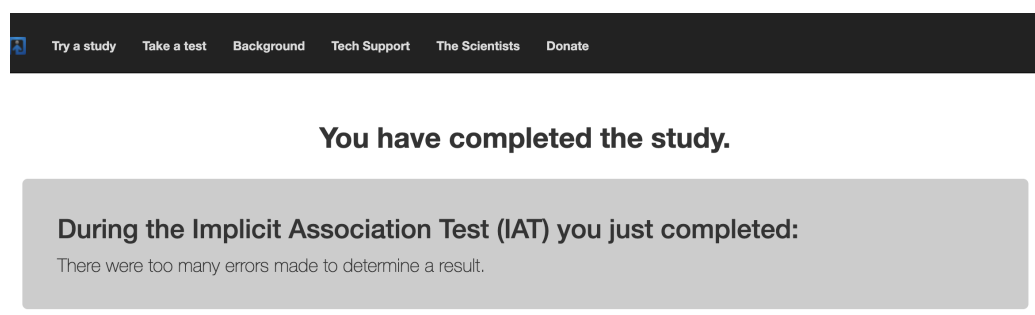 Try a study Take a test Background Tech Support The Scientists Donate
You have completed the study.
During the Implicit Association Test (IAT) you just completed:
There were too many errors made to determine a result.